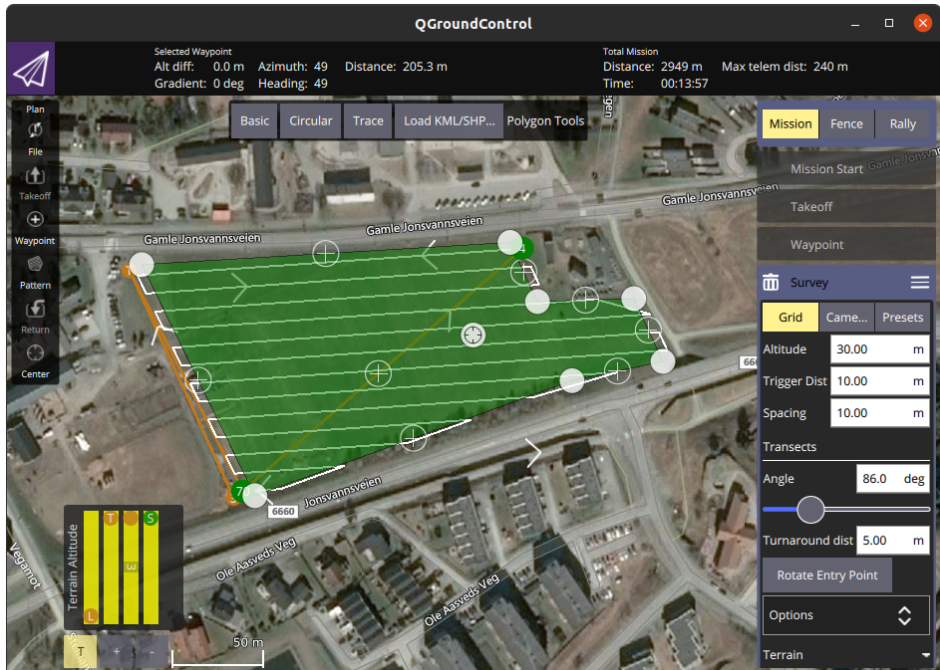 QGroundControl
Selected Waypoint
Alt diff: 0.0 m Azimuth: 49 Distance: 205.3 m
Gradient: 0 deg Heading: 49
Total Mission
Distance: 2949 m Max telem dist: 240 m
Time: 00:13:57
Plan
File
Takeoff
Waypoint
Pattern
Return
Center
Basic
Circular
Trace
Load KML/SHP...
Polygon Tools
Mission
Fence
Rally
Mission Start
Takeoff
Waypoint
Survey
Grid
Came...
Presets
Altitude 30.00 m
Trigger Dist 10.00 m
Spacing 10.00 m
Transects
Angle 86.0 deg
Turnaround dist 5.00 m
Rotate Entry Point
Options
Terrain
Gamle Jonsvannsveien
Gamle Jonsvannsveien
Gamle Jonsvannsveien
Jonsvannsveien
6660
Ole Aasveds Veg
Ole Aasveds Veg
Vegamot
Terrain Altitude
L
T
3
S
T
+
-
50 m